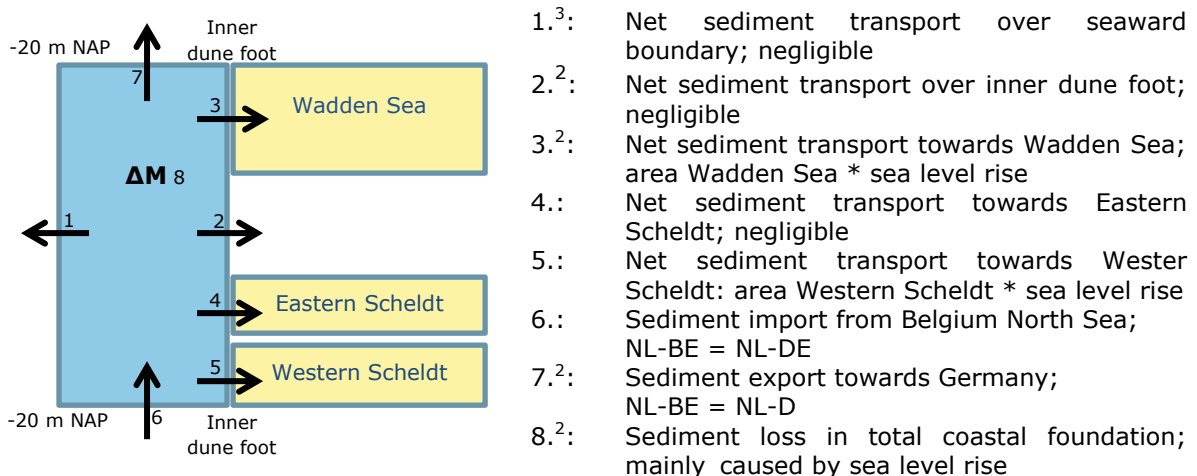 Inner
dune foot
-20 m NAP
7
3
Wadden Sea
ΔM 8
1
2
4
Eastern Scheldt
5
Western Scheldt
-20 m NAP
6
Inner
dune foot
1.³: Net sediment transport over seaward
boundary; negligible
2.²: Net sediment transport over inner dune foot;
negligible
3.²: Net sediment transport towards Wadden Sea;
area Wadden Sea * sea level rise
4.: Net sediment transport towards Eastern
Scheldt; negligible
5.: Net sediment transport towards Wester
Scheldt: area Western Scheldt * sea level rise
6.: Sediment import from Belgium North Sea;
NL-BE = NL-DE
7.²: Sediment export towards Germany;
NL-BE = NL-D
8.²: Sediment loss in total coastal foundation;
mainly caused by sea level rise